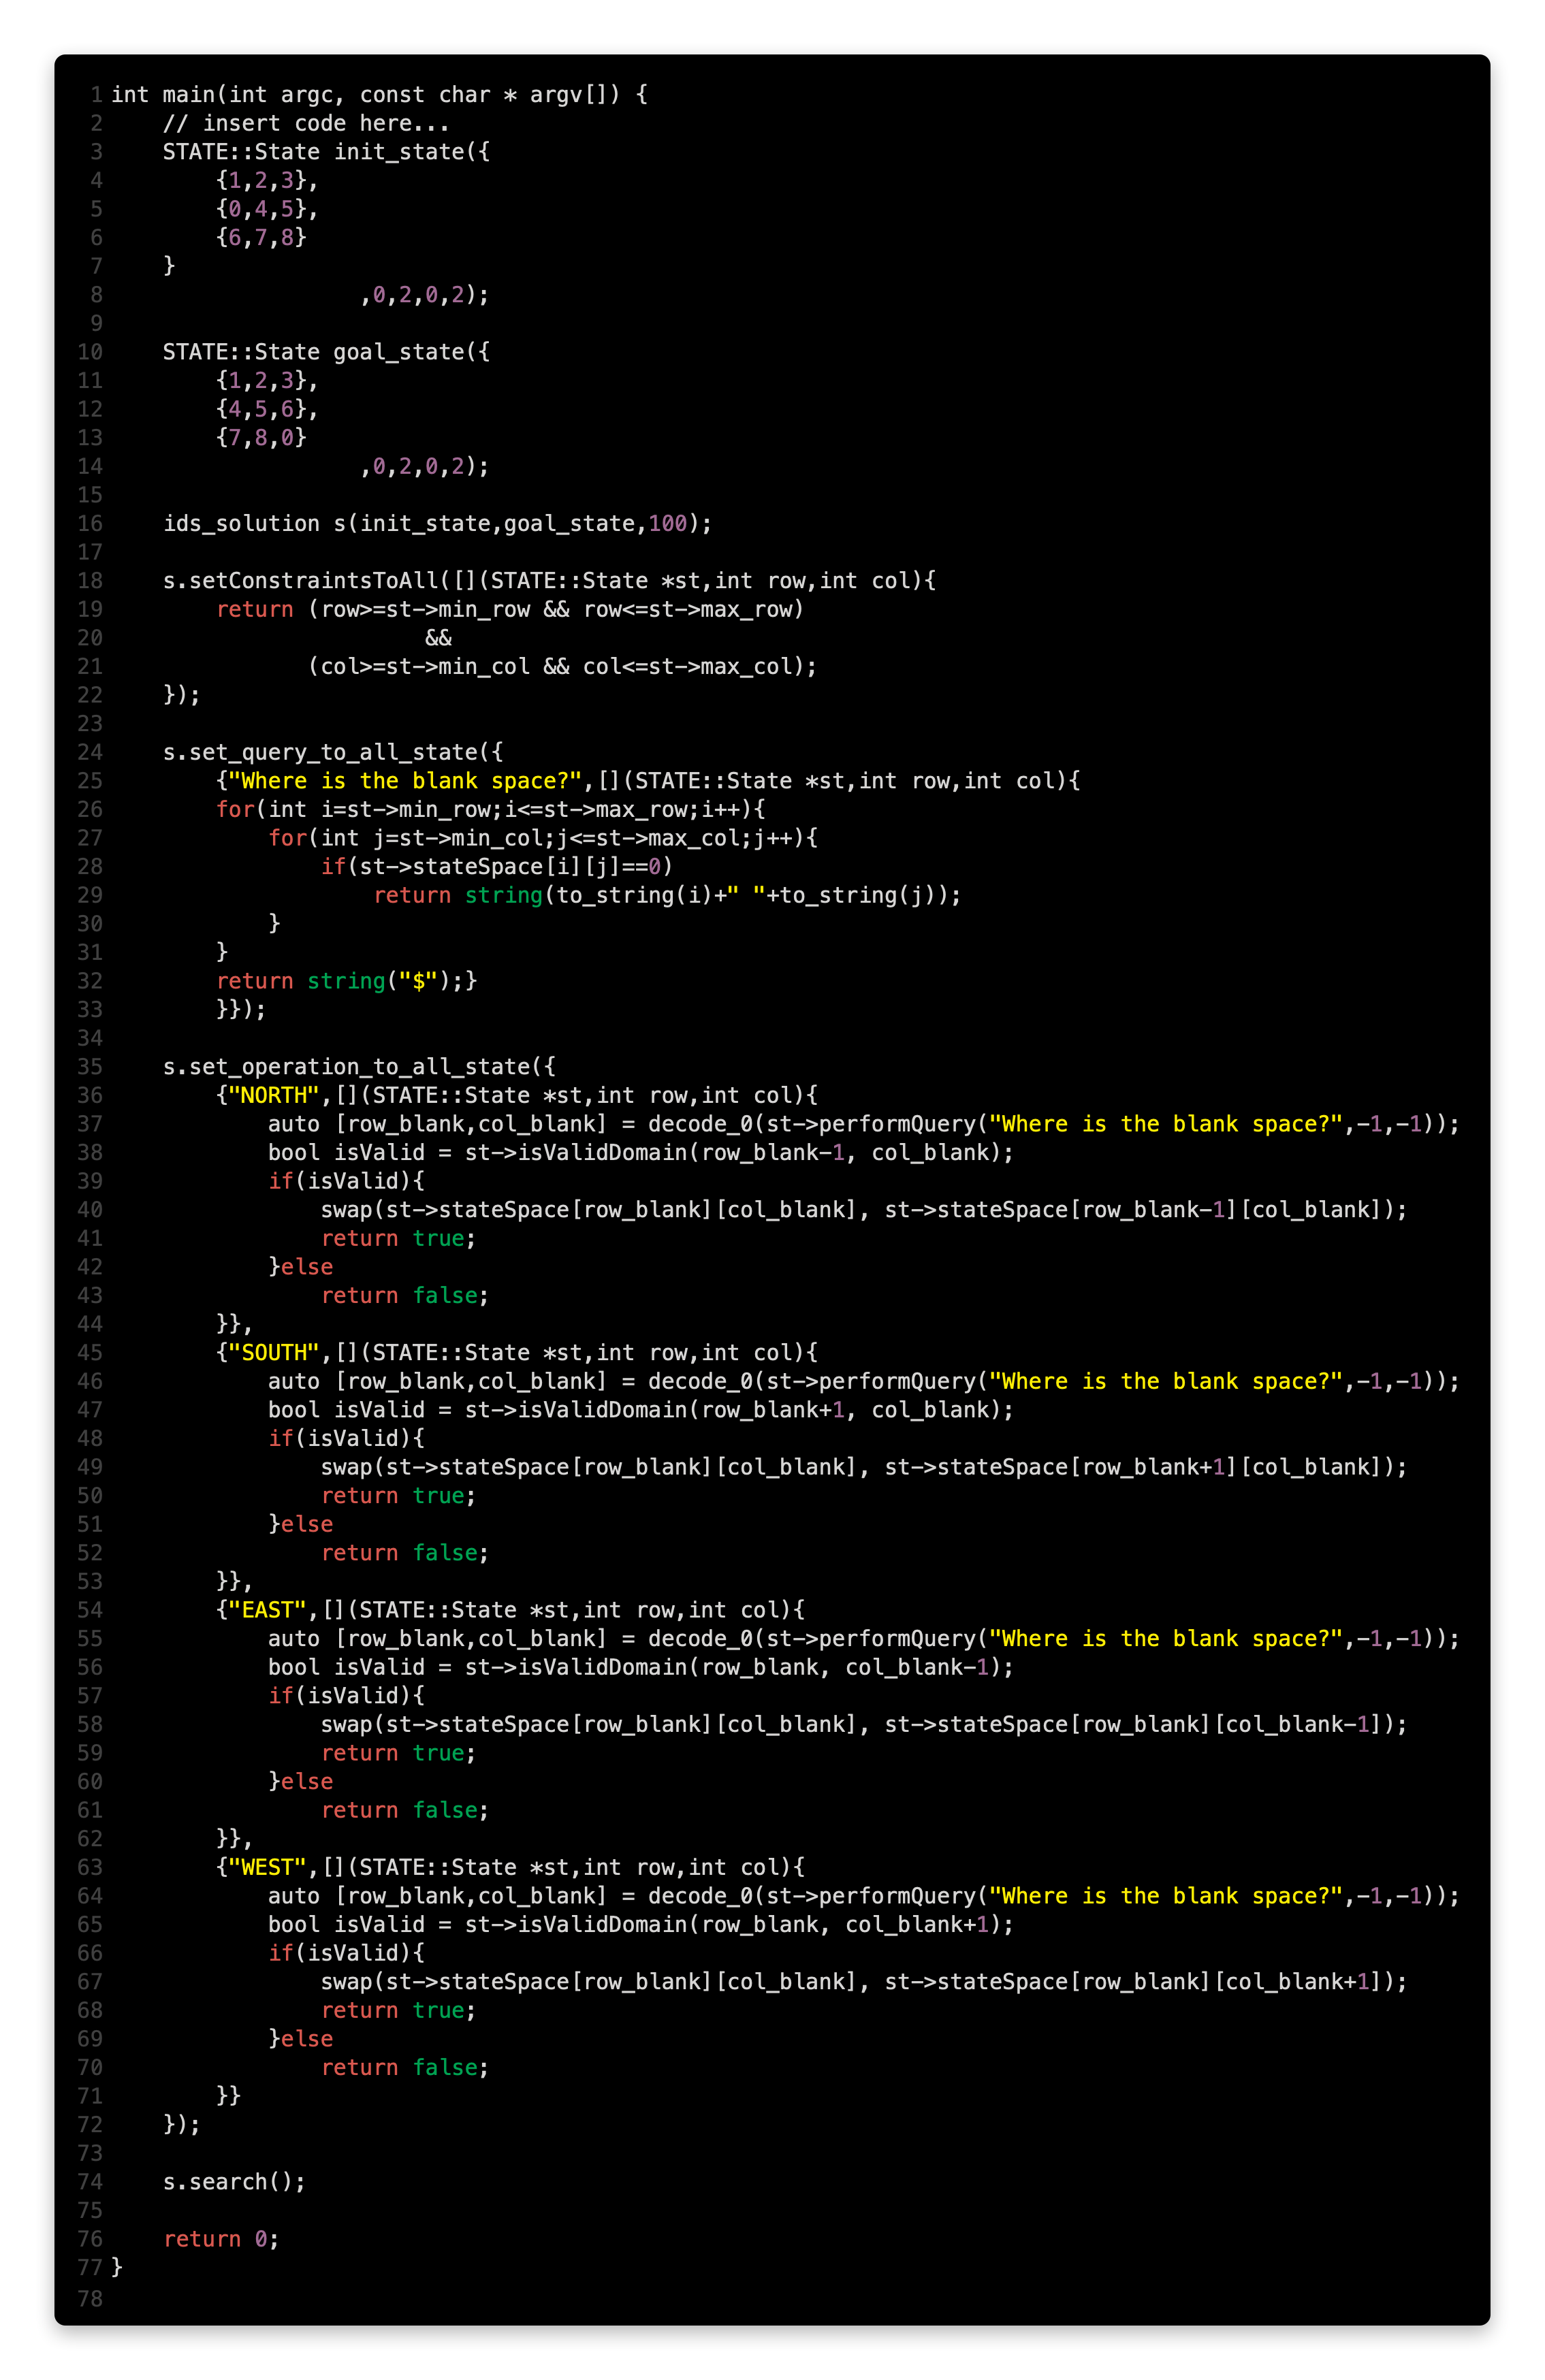 1 int main(int argc, const char * argv[]) {
2     // insert code here...
3     STATE::State init_state({
4         {1,2,3},
5         {0,4,5},
6         {6,7,8}
7     }
8                    ,0,2,0,2);
9
10     STATE::State goal_state({
11         {1,2,3},
12         {4,5,6},
13         {7,8,0}
14                    ,0,2,0,2);
15
16     ids_solution s(init_state,goal_state,100);
17
18     s.setConstraintsToAll([](STATE::State *st,int row,int col){
19         return (row>=st->min_row && row<=st->max_row)
20                         &&
21                (col>=st->min_col && col<=st->max_col);
22     });
23
24     s.set_query_to_all_state({
25         {"Where is the blank space?",[](STATE::State *st,int row,int col){
26         for(int i=st->min_row;i<=st->max_row;i++){
27             for(int j=st->min_col;j<=st->max_col;j++){
28                 if(st->stateSpace[i][j]==0)
29                     return string(to_string(i)+" "+to_string(j));
30             }
31         }
32         return string("$");}
33         }});
34
35     s.set_operation_to_all_state({
36         {"NORTH",[](STATE::State *st,int row,int col){
37             auto [row_blank,col_blank] = decode_0(st->performQuery("Where is the blank space?",-1,-1));
38             bool isValid = st->isValidDomain(row_blank-1, col_blank);
39             if(isValid){
40                 swap(st->stateSpace[row_blank][col_blank], st->stateSpace[row_blank-1][col_blank]);
41                 return true;
42             }else
43                 return false;
44         }},
45         {"SOUTH",[](STATE::State *st,int row,int col){
46             auto [row_blank,col_blank] = decode_0(st->performQuery("Where is the blank space?",-1,-1));
47             bool isValid = st->isValidDomain(row_blank+1, col_blank);
48             if(isValid){
49                 swap(st->stateSpace[row_blank][col_blank], st->stateSpace[row_blank+1][col_blank]);
50                 return true;
51             }else
52                 return false;
53         }},
54         {"EAST",[](STATE::State *st,int row,int col){
55             auto [row_blank,col_blank] = decode_0(st->performQuery("Where is the blank space?",-1,-1));
56             bool isValid = st->isValidDomain(row_blank, col_blank-1);
57             if(isValid){
58                 swap(st->stateSpace[row_blank][col_blank], st->stateSpace[row_blank][col_blank-1]);
59                 return true;
60             }else
61                 return false;
62         }},
63         {"WEST",[](STATE::State *st,int row,int col){
64             auto [row_blank,col_blank] = decode_0(st->performQuery("Where is the blank space?",-1,-1));
65             bool isValid = st->isValidDomain(row_blank, col_blank+1);
66             if(isValid){
67                 swap(st->stateSpace[row_blank][col_blank], st->stateSpace[row_blank][col_blank+1]);
68                 return true;
69             }else
70                 return false;
71         }}
72     });
73
74     s.search();
75
76     return 0;
77 }
78